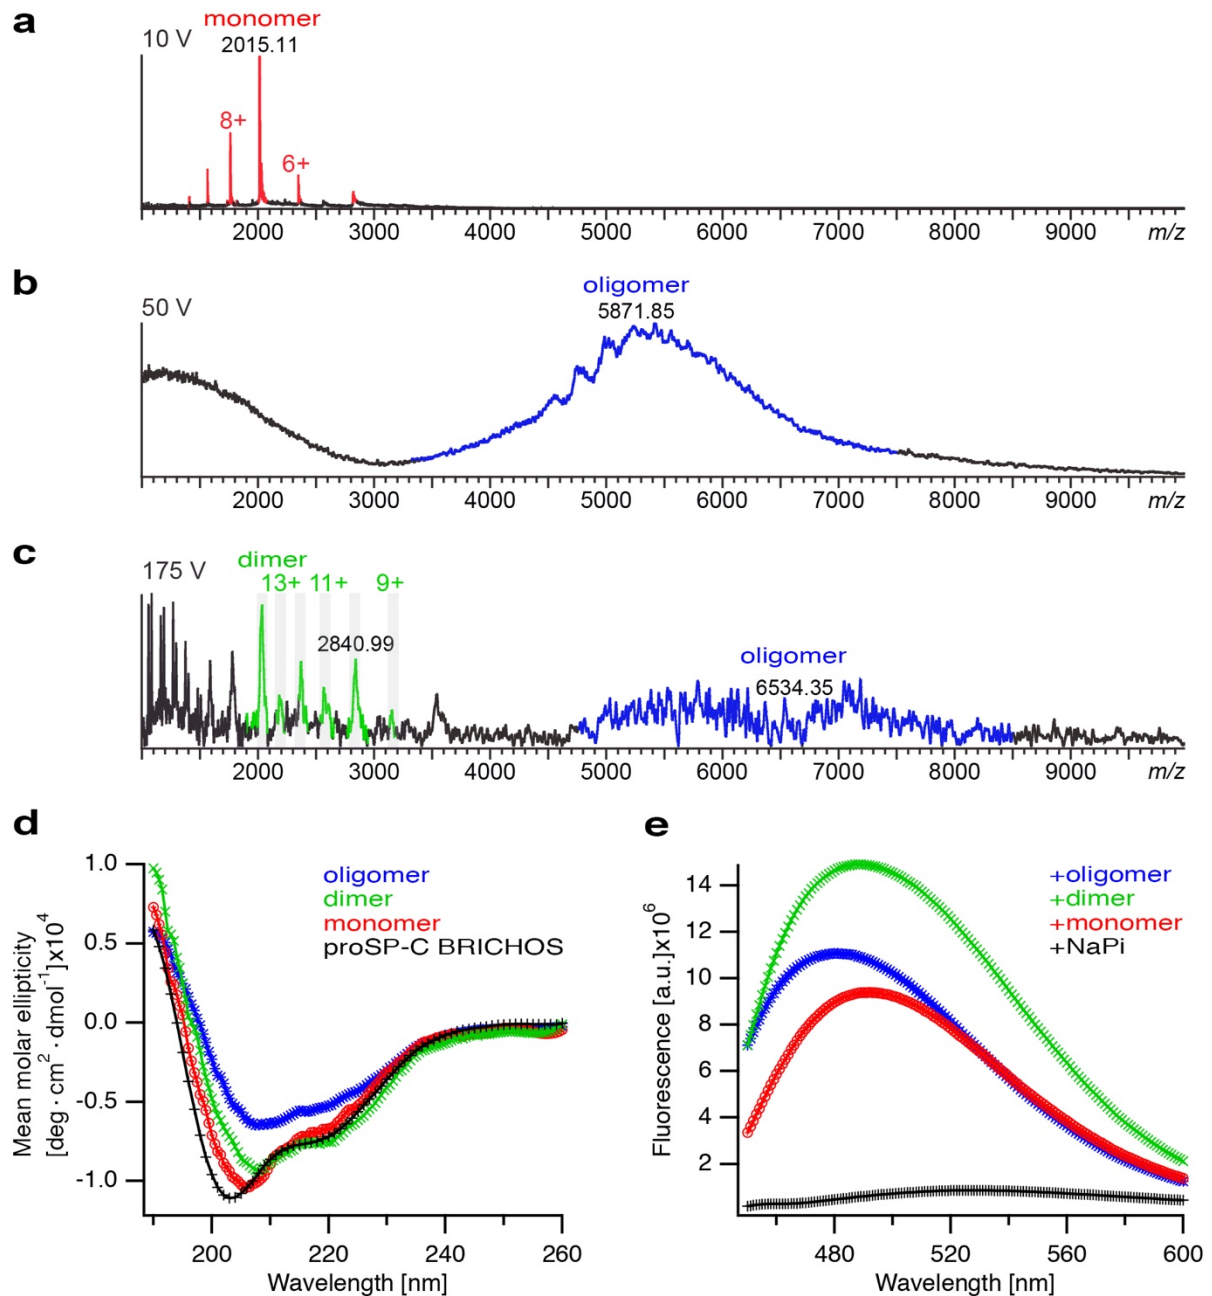 a
monomer
10 V
2015.11
8+
6+
2000 3000 4000 5000 6000 7000 8000 9000 m/z
b
oligomer
50 V
5871.85
2000 3000 4000 5000 6000 7000 8000 9000 m/z
c
dimer
175 V
13+ 11+ 9+
2840.99
oligomer
6534.35
2000 3000 4000 5000 6000 7000 8000 9000 m/z
d
Mean molar ellipticity
[deg · cm² · dmol⁻¹]x10⁴
1.0
0.5
0.0
-0.5
-1.0
oligomer
dimer
monomer
proSP-C BRICHOS
200 220 240 260
Wavelength [nm]
e
Fluorescence [a.u.]x10⁶
14
12
10
8
6
4
2
+oligomer
+dimer
+monomer
+NaPi
480 520 560 600
Wavelength [nm]